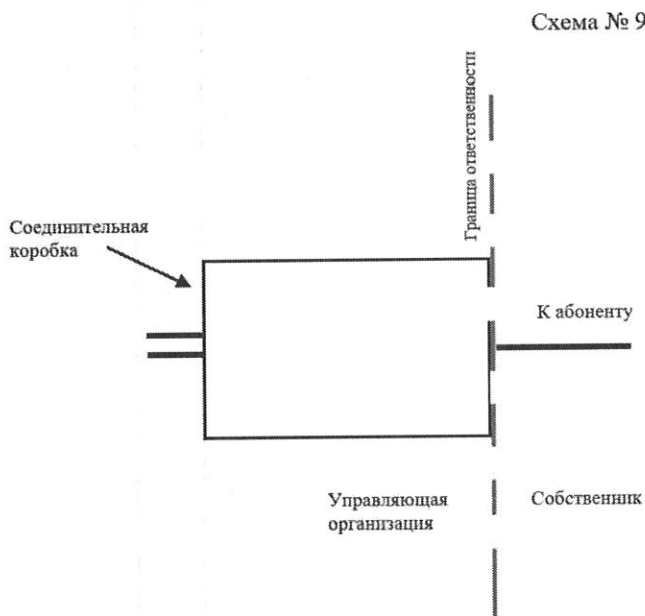 Схема № 9
Граница ответственности
Соединительная
коробка
К абоненту
Управляющая
организация
Собственник